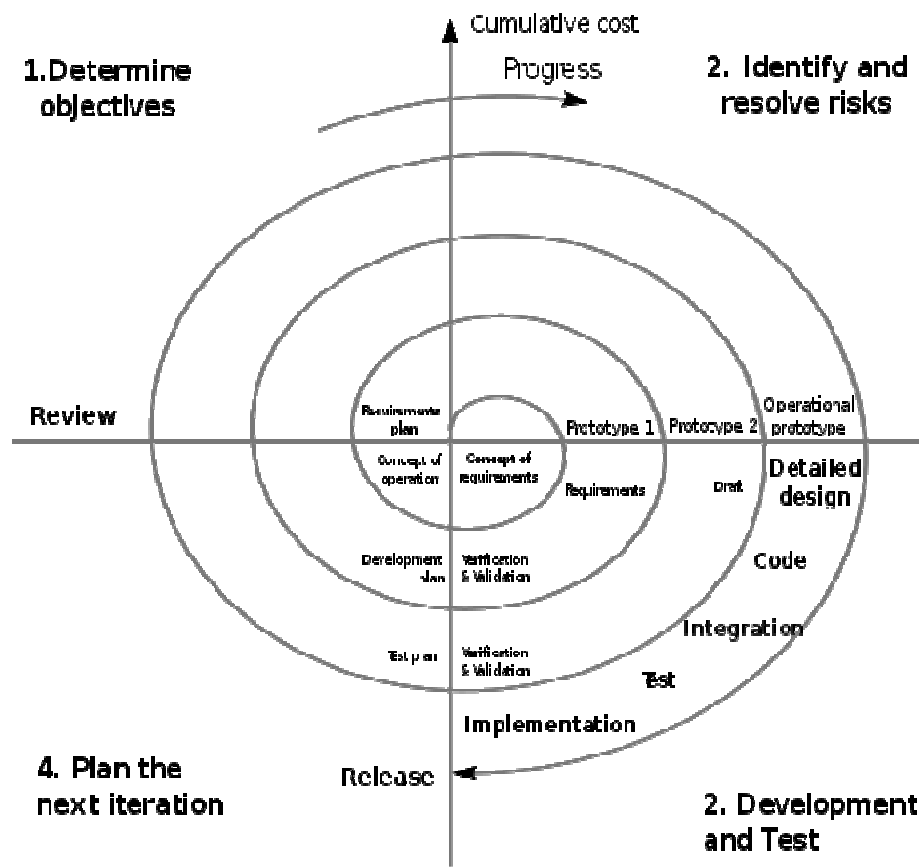 Cumulative cost
Progress
1.Determine
objectives
2. Identify and
resolve risks
Review
Requirements
plan
Prototype 1
Prototype 2
Operational
prototype
Concept of
operation
Concept of
requirements
Requirements
Draft
Detailed
design
Development
plan
Verification
& Validation
Code
Integration
Test plan
Verification
& Validation
Test
Implementation
Release
4. Plan the
next iteration
2. Development
and Test